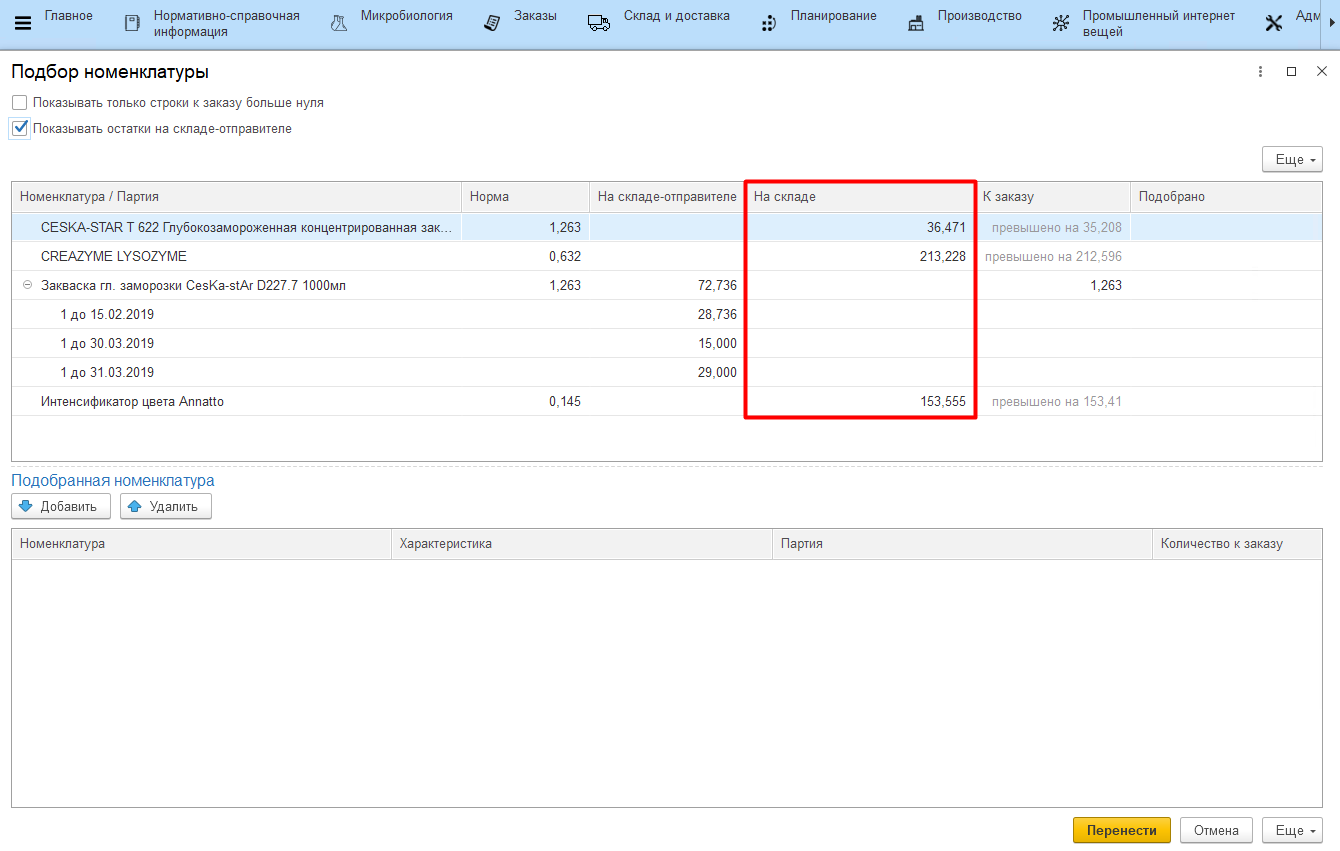 Главное
Нормативно-справочная
информация
Микробиология
Заказы
Склад и доставка
Планирование
Производство
Промышленный интернет
вещей
Адм
Подбор номенклатуры
Показывать только строки к заказу больше нуля
Показывать остатки на складе-отправителе
Еще
Номенклатура / Партия Норма На складе-отправителе На складе К заказу Подобрано
CESKA-STAR T 622 Глубокозамороженная концентрированная зак... 1,263 36,471 превышено на 35,208
CREAZYME LYSOZYME 0,632 213,228 превышено на 212,596
Закваска гл. заморозки CesKa-stAr D227.7 1000мл 1,263 72,736 1,263
1 до 15.02.2019 28,736
1 до 30.03.2019 15,000
1 до 31.03.2019 29,000
Интенсификатор цвета Annatto 0,145 153,555 превышено на 153,41
Подобранная номенклатура
Добавить Удалить
Номенклатура Характеристика Партия Количество к заказу
Перенести Отмена Еще